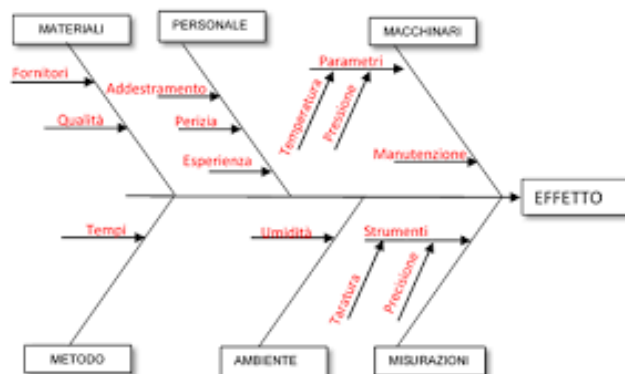 MATERIALI
PERSONALE
MACCHINARI
Fornitori
Parametri
Addestramento
Temperatura
Pressione
Qualità
Perizia
Esperienza
Manutenzione
EFFETTO
Tempi
Umidità
Strumenti
Taratura
Precisione
METODO
AMBIENTE
MISURAZIONI